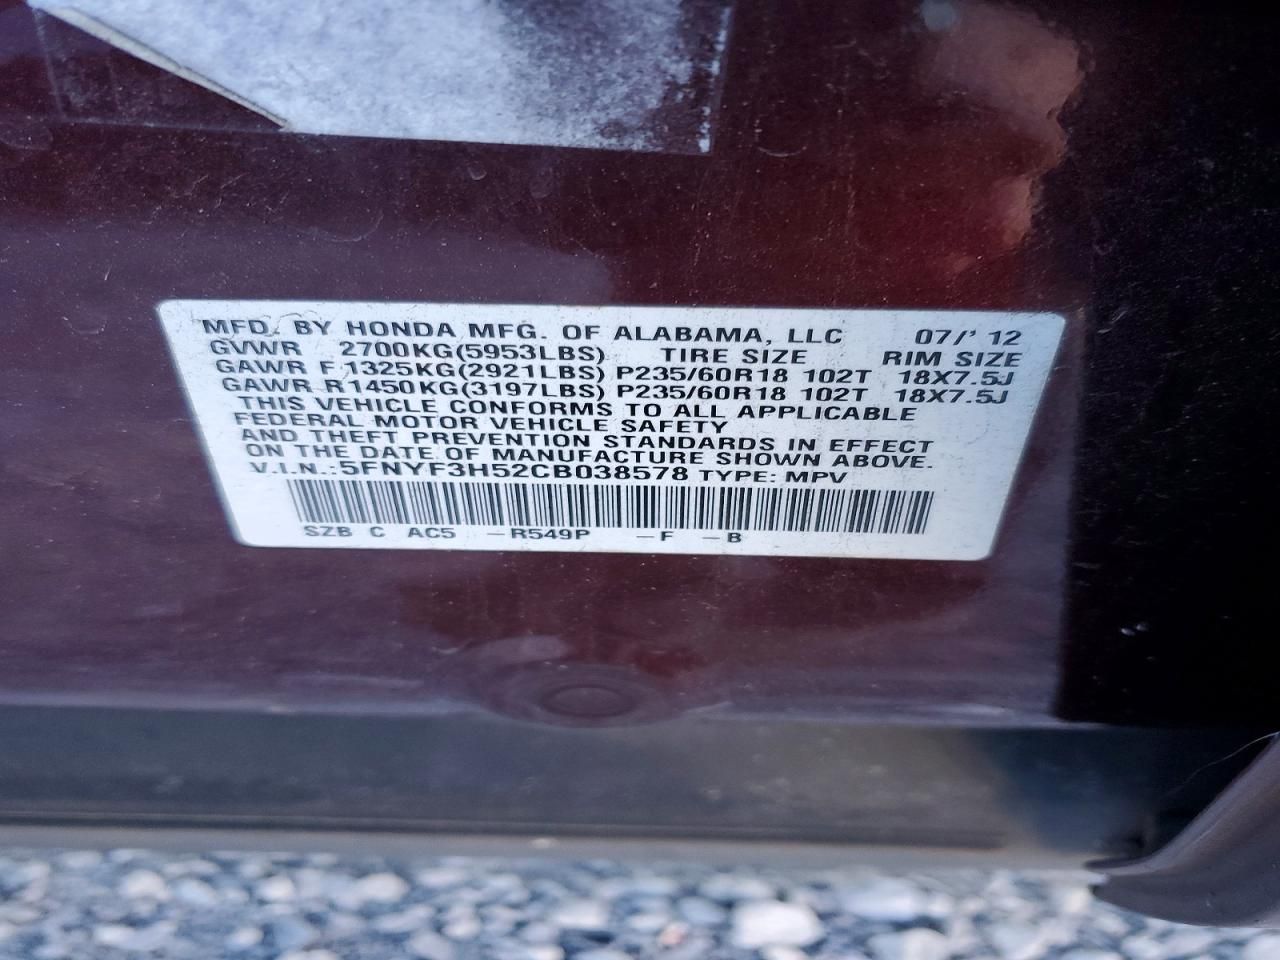 MFD. BY HONDA MFG. OF ALABAMA, LLC 07/' 12
GVWR 2700KG(5953LBS) TIRE SIZE RIM SIZE
GAWR F 1325KG(2921LBS) P235/60R18 102T 18X7.5J
GAWR R1450KG(3197LBS) P235/60R18 102T 18X7.5J
THIS VEHICLE CONFORMS TO ALL APPLICABLE
FEDERAL MOTOR VEHICLE SAFETY
AND THEFT PREVENTION STANDARDS IN EFFECT
ON THE DATE OF MANUFACTURE SHOWN ABOVE.
V.I.N.:5FNYF3H52CB038578 TYPE: MPV
SZB C AC5 -R549P -F -B